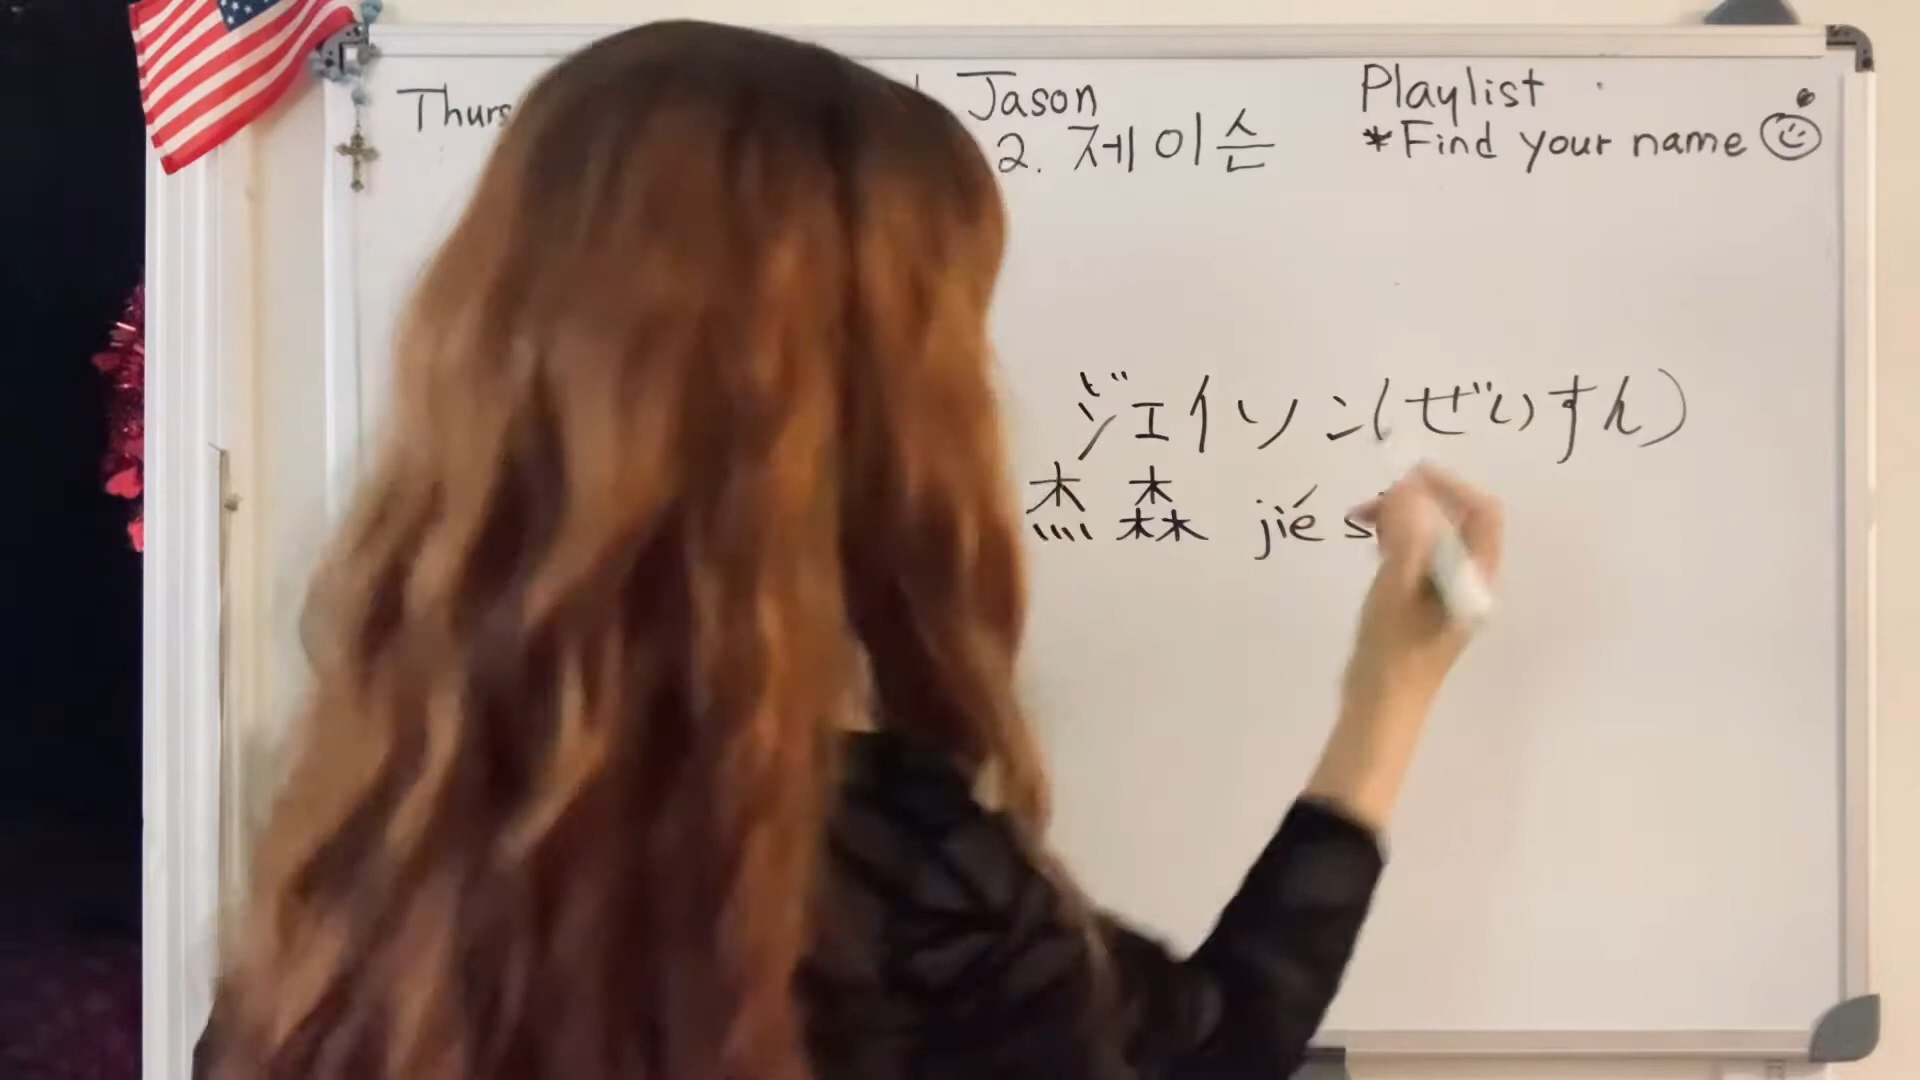 Jason
2. 제이슨
Playlist
*Find your name
ジェイソン(ぜいすん)
杰森 jié s